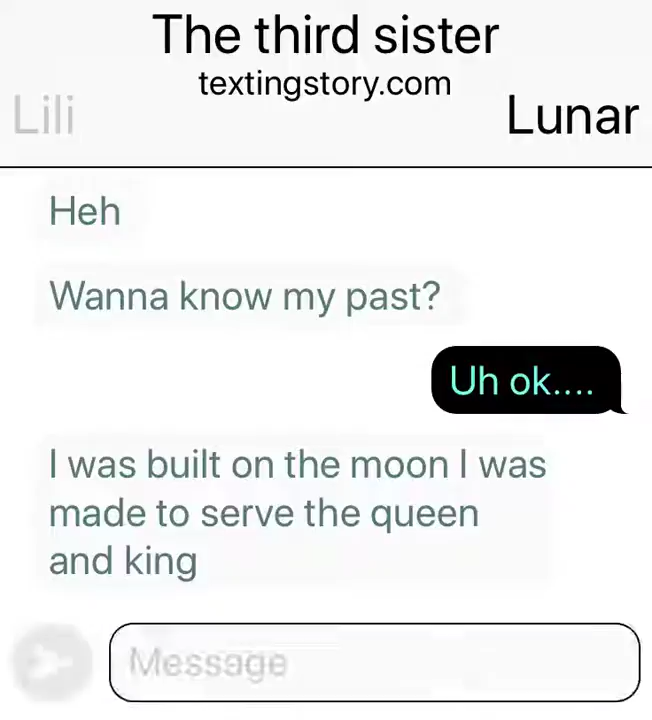 The third sister
textingstory.com
Lili
Lunar
Heh
Wanna know my past?
Uh ok....
I was built on the moon I was
made to serve the queen
and king
Message